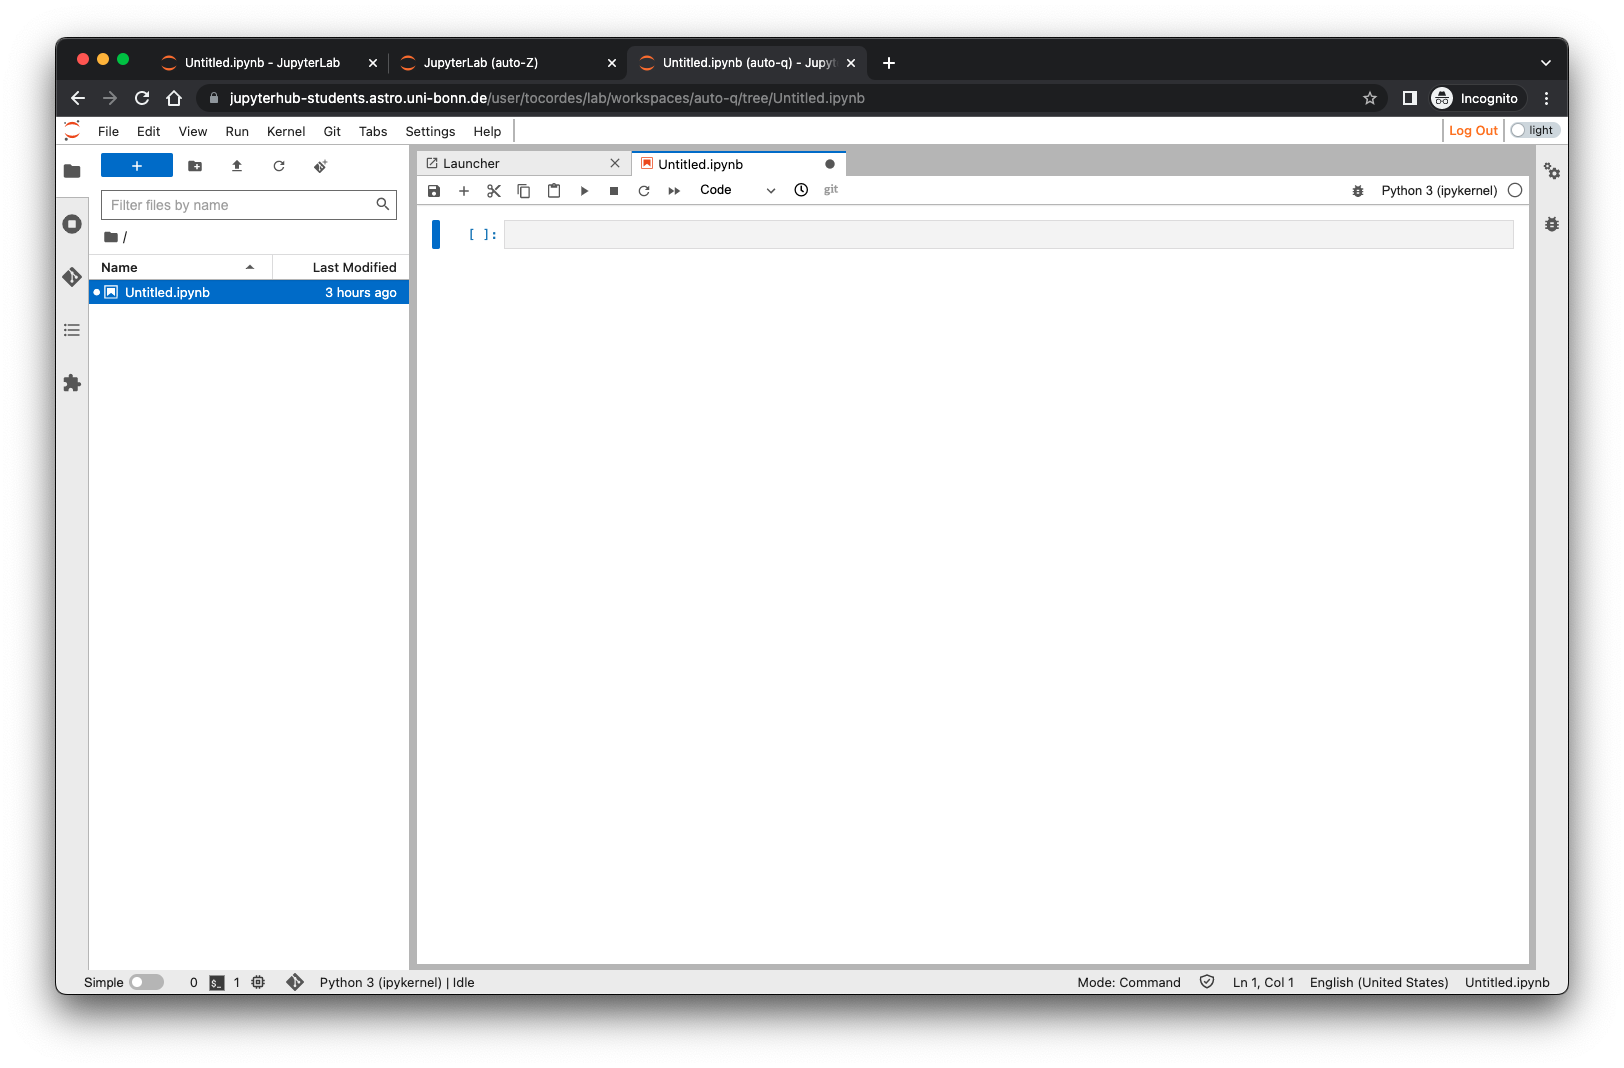 Untitled.ipynb - JupyterLab
JupyterLab (auto-Z)
Untitled.ipynb (auto-q) - Jupyt
jupyterhub-students.astro.uni-bonn.de/user/tocordes/lab/workspaces/auto-q/tree/Untitled.ipynb
Incognito
File Edit View Run Kernel Git Tabs Settings Help
Log Out
light
Filter files by name
/
Name Last Modified
Untitled.ipynb 3 hours ago
Launcher
Untitled.ipynb
Code
git
Python 3 (ipykernel)
[ ]:
Simple
0
$_
1
Python 3 (ipykernel) | Idle
Mode: Command
Ln 1, Col 1
English (United States)
Untitled.ipynb